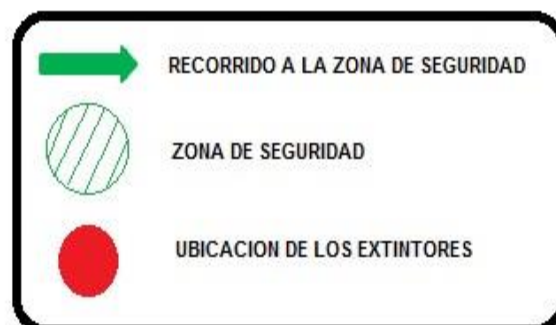 RECORRIDO A LA ZONA DE SEGURIDAD
ZONA DE SEGURIDAD
UBICACION DE LOS EXTINTORES